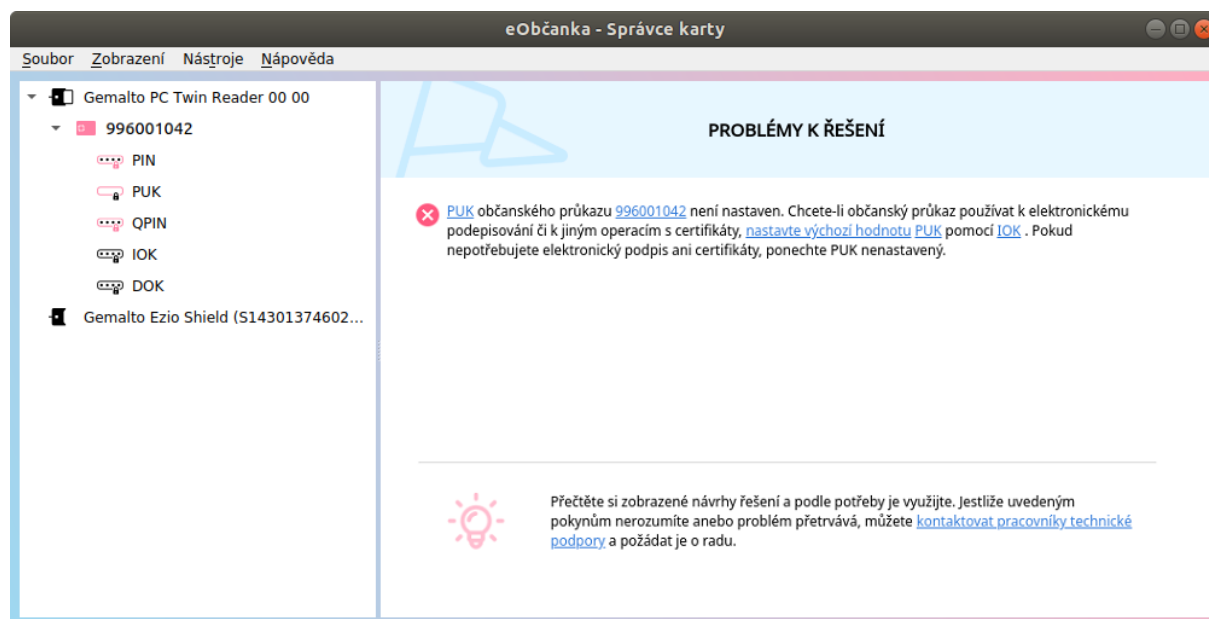 eObčanka - Správce karty
Soubor Zobrazení Nástroje Nápověda
Gemalto PC Twin Reader 00 00
996001042
PIN
PUK
QPIN
IOK
DOK
Gemalto Ezio Shield (S14301374602...
PROBLÉMY K ŘEŠENÍ
PUK občanského průkazu 996001042 není nastaven. Chcete-li občanský průkaz používat k elektronickému
podepisování či k jiným operacím s certifikáty, nastavte výchozí hodnotu PUK pomocí IOK . Pokud
nepotřebujete elektronický podpis ani certifikáty, ponechte PUK nenastavený.
Přečtěte si zobrazené návrhy řešení a podle potřeby je využijte. Jestliže uvedeným
pokynům nerozumíte anebo problém přetrvává, můžete kontaktovat pracovníky technické
podpory a požádat je o radu.